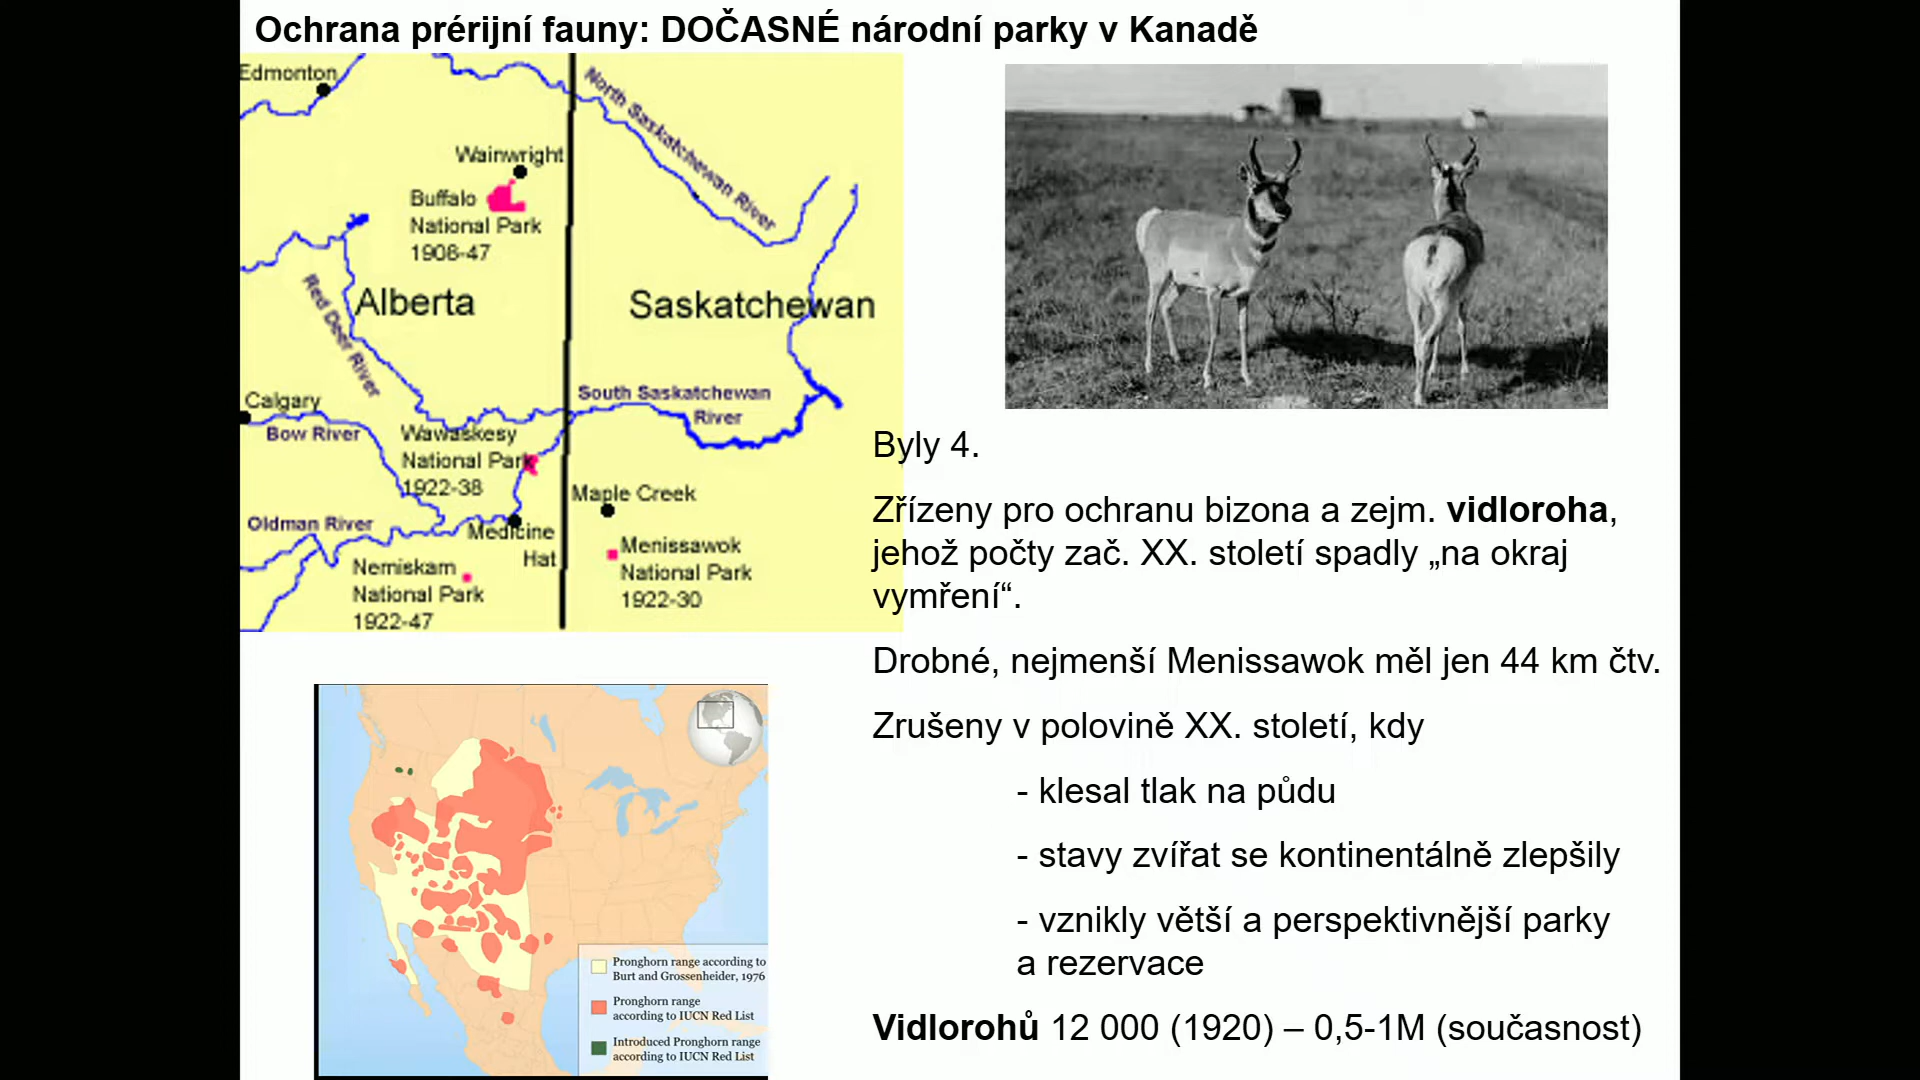 Ochrana prérijní fauny: DOČASNÉ národní parky v Kanadě
Edmonton
North Saskatchewan River
Wainwright
Buffalo
National Park
1908-47
Red Deer River
Alberta
Saskatchewan
Calgary
Bow River
South Saskatchewan
River
Wawaskesy
National Park
1922-38
Maple Creek
Oldman River
Medicine
Hat
Menissawok
National Park
1922-30
Nemiskam
National Park
1922-47
Byly 4.
Zřízeny pro ochranu bizona a zejm. vidloroha,
jehož počty zač. XX. století spadly „na okraj
vymření“.
Drobné, nejmenší Menissawok měl jen 44 km čtv.
Zrušeny v polovině XX. století, kdy
- klesal tlak na půdu
- stavy zvířat se kontinentálně zlepšily
- vznikly větší a perspektivnější parky
a rezervace
Vidlorohů 12 000 (1920) – 0,5-1M (současnost)
Pronghorn range according to
Burt and Grossenheider, 1976
Pronghorn range
according to IUCN Red List
Introduced Pronghorn range
according to IUCN Red List